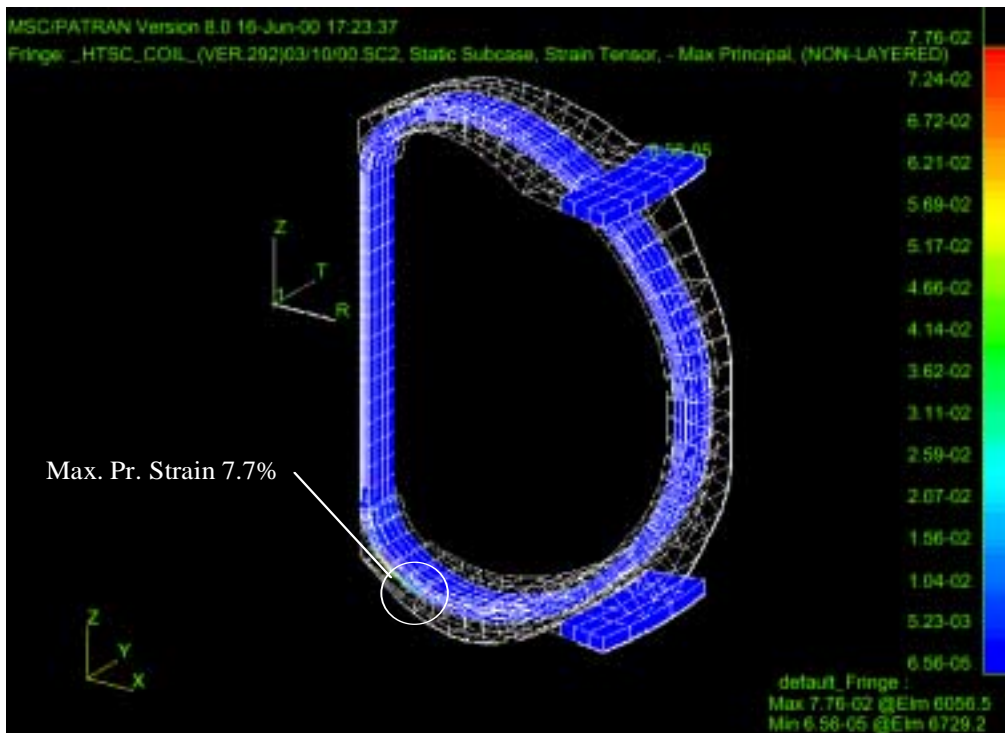 MSC/PATRAN Version 8.0 16-Jun-00 17:23:37
Fringe: _HTSC_COIL_(VER.292)03/10/00.SC2, Static Subcase, Strain Tensor, - Max Principal, (NON-LAYERED)
7.76-02
7.24-02
6.72-02
6.21-02
5.69-02
5.17-02
4.66-02
4.14-02
3.62-02
3.11-02
2.59-02
2.07-02
1.56-02
1.04-02
5.23-03
6.56-05
Z
T
R
Max. Pr. Strain 7.7%
Z
Y
X
default_Fringe :
Max 7.76-02 @Elm 6056.5
Min 6.56-05 @Elm 6729.2